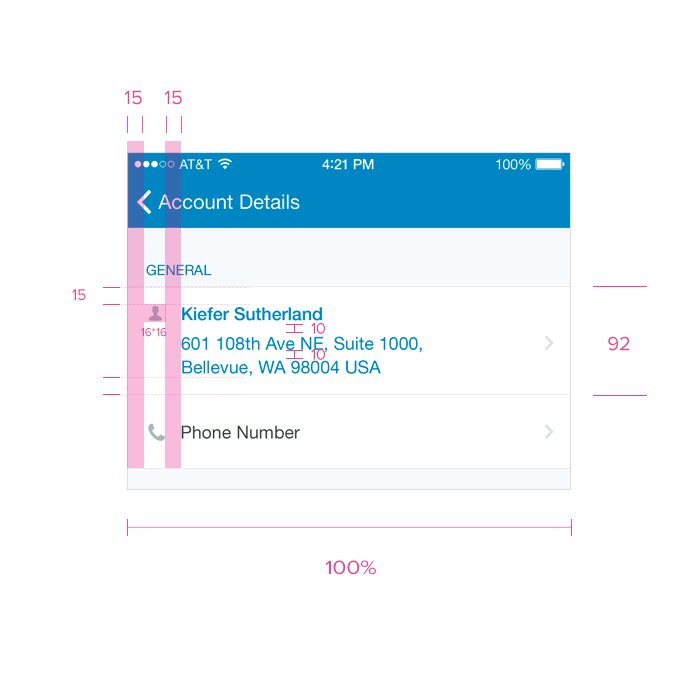 15 15
AT&T 4:21 PM 100%
Account Details
GENERAL
15
Kiefer Sutherland
16*16
10
601 108th Ave NE, Suite 1000,
92
10
Bellevue, WA 98004 USA
Phone Number
100%